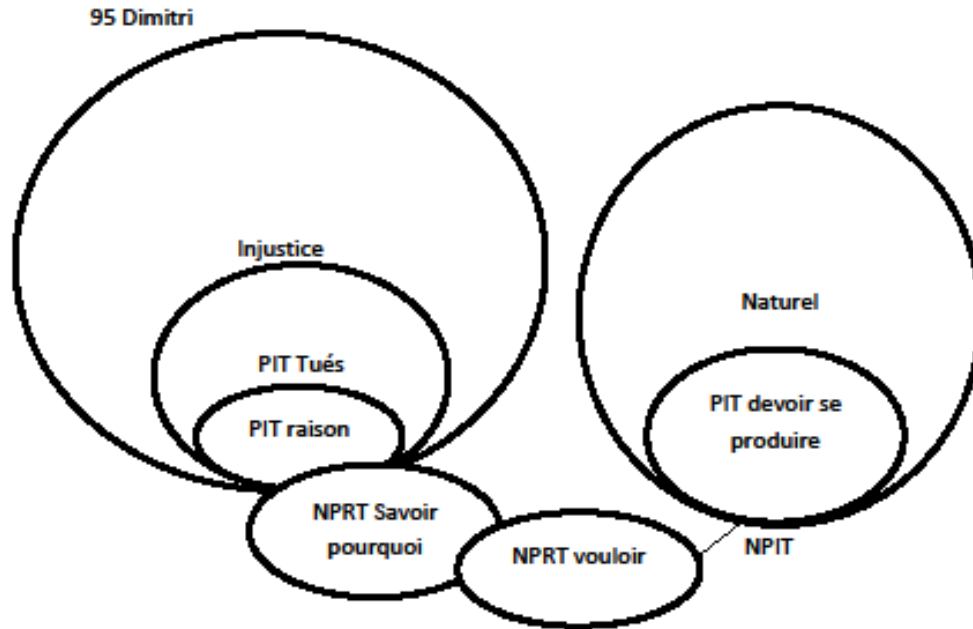 95 Dimitri
Injustice
Naturel
PIT Tués
PIT devoir se
produire
PIT raison
NPRT Savoir
pourquoi
NPRT vouloir
NPIT